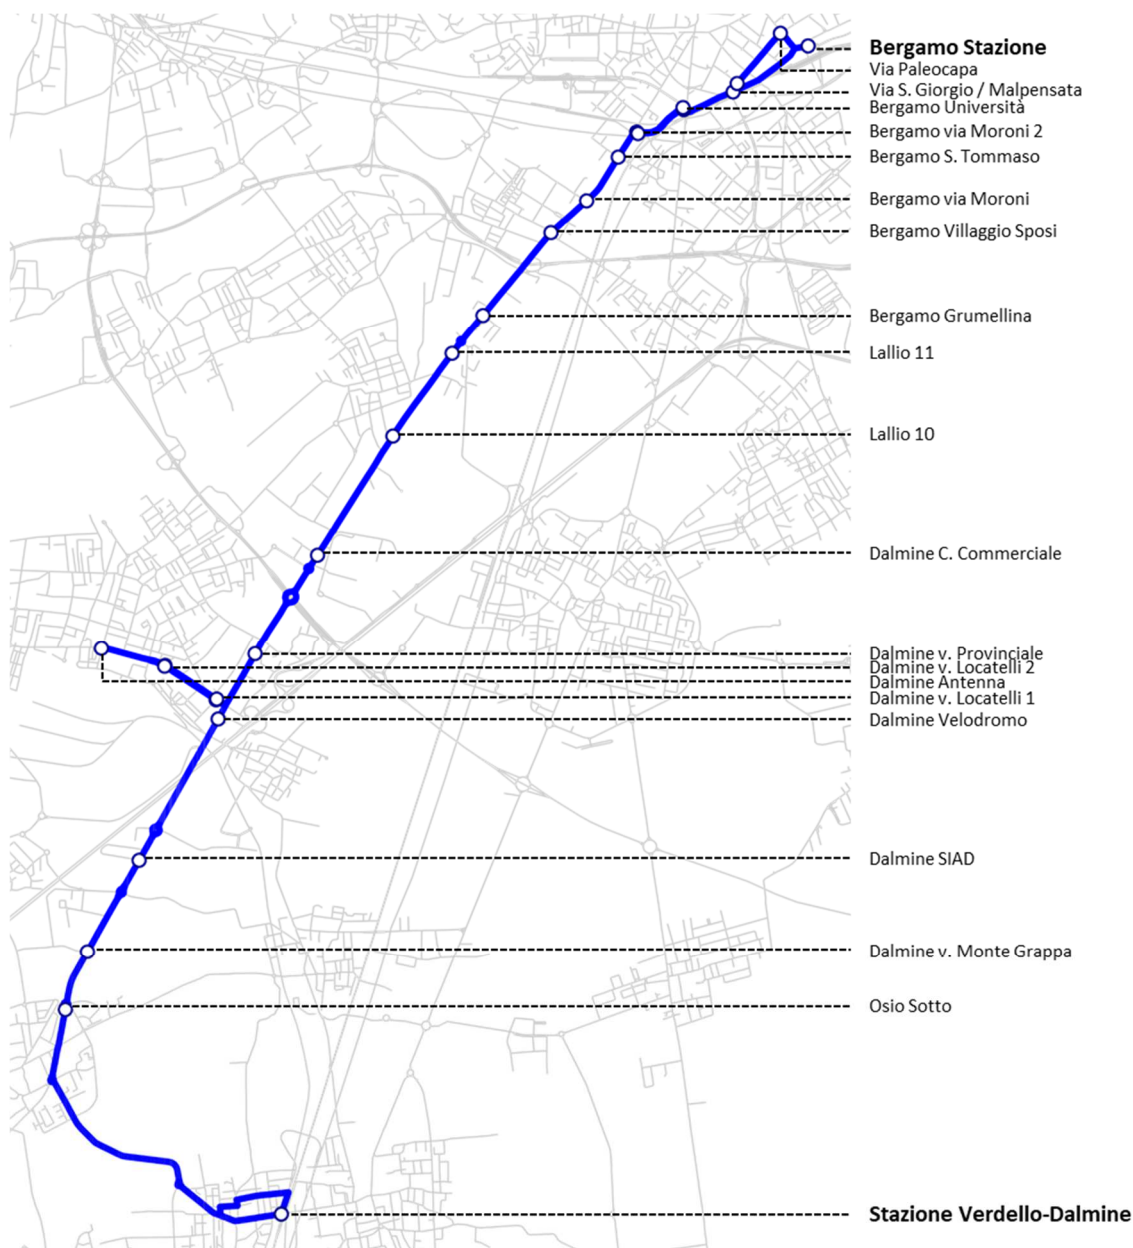 Bergamo Stazione
Via Paleocapa
Via S. Giorgio / Malpensata
Bergamo Università
Bergamo via Moroni 2
Bergamo S. Tommaso
Bergamo via Moroni
Bergamo Villaggio Sposi
Bergamo Grumellina
Lallio 11
Lallio 10
Dalmine C. Commerciale
Dalmine v. Provinciale
Dalmine v. Locatelli 2
Dalmine Antenna
Dalmine v. Locatelli 1
Dalmine Velodromo
Dalmine SIAD
Dalmine v. Monte Grappa
Osio Sotto
Stazione Verdello-Dalmine